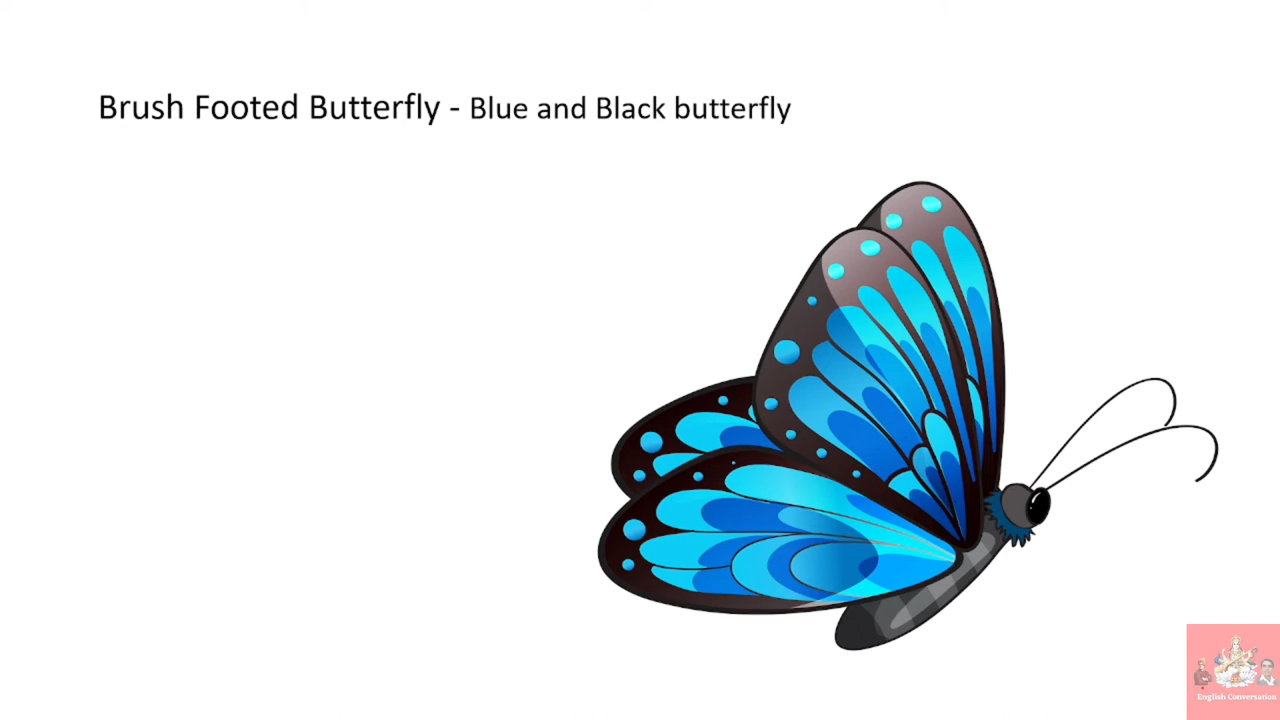 Brush Footed Butterfly - Blue and Black butterfly
English Conversation